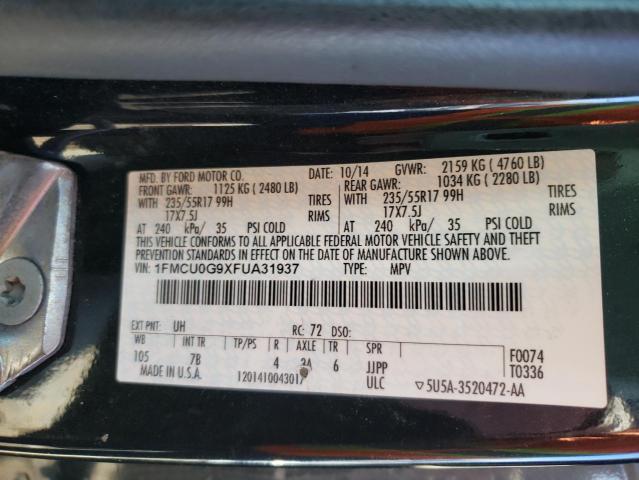 MFD. BY FORD MOTOR CO. DATE: 10/14 GVWR: 2159 KG ( 4760 LB)
FRONT GAWR: 1125 KG ( 2480 LB) REAR GAWR: 1034 KG ( 2280 LB)
WITH 235/55R17 99H TIRES WITH 235/55R17 99H TIRES
17X7.5J RIMS 17X7.5J RIMS
AT 240 kPa/ 35 PSI COLD AT 240 kPa/ 35 PSI COLD
THIS VEHICLE CONFORMS TO ALL APPLICABLE FEDERAL MOTOR VEHICLE SAFETY AND THEFT
PREVENTION STANDARDS IN EFFECT ON THE DATE OF MANUFACTURE SHOWN ABOVE.
VIN: 1FMCU0G9XFUA31937 TYPE: MPV
EXT PNT: UH RC: 72 DSO:
WB INT TR TP/PS R AXLE TR SPR F0074
105 7B 4 3A 6 JJPP T0336
MADE IN U.S.A. 1201410043017 ULC ▽5U5A-3520472-AA